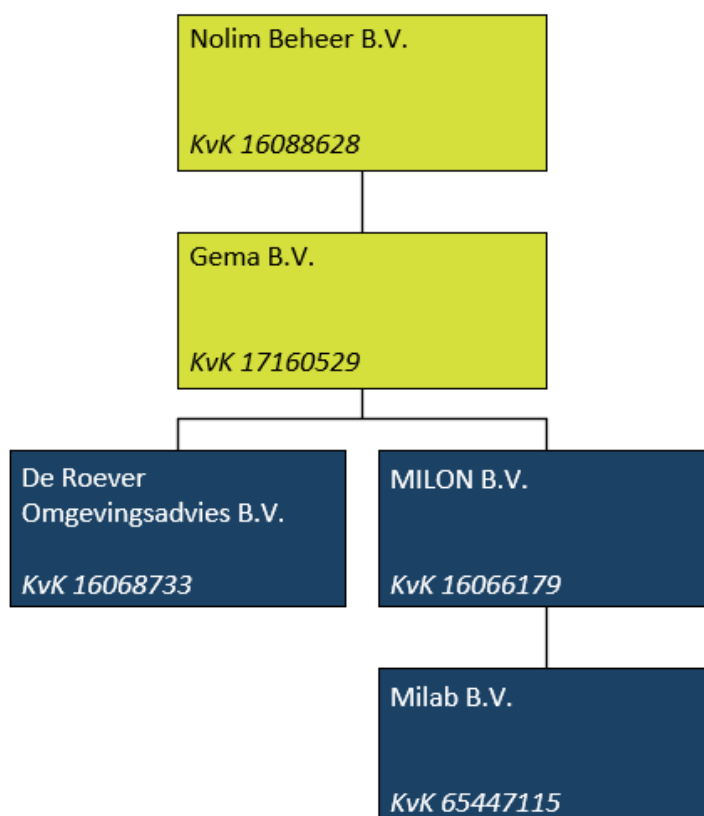 Nolim Beheer B.V.
KvK 16088628
Gema B.V.
KvK 17160529
De Roever
Omgevingsadvies B.V.
KvK 16068733
MILON B.V.
KvK 16066179
Milab B.V.
KvK 65447115